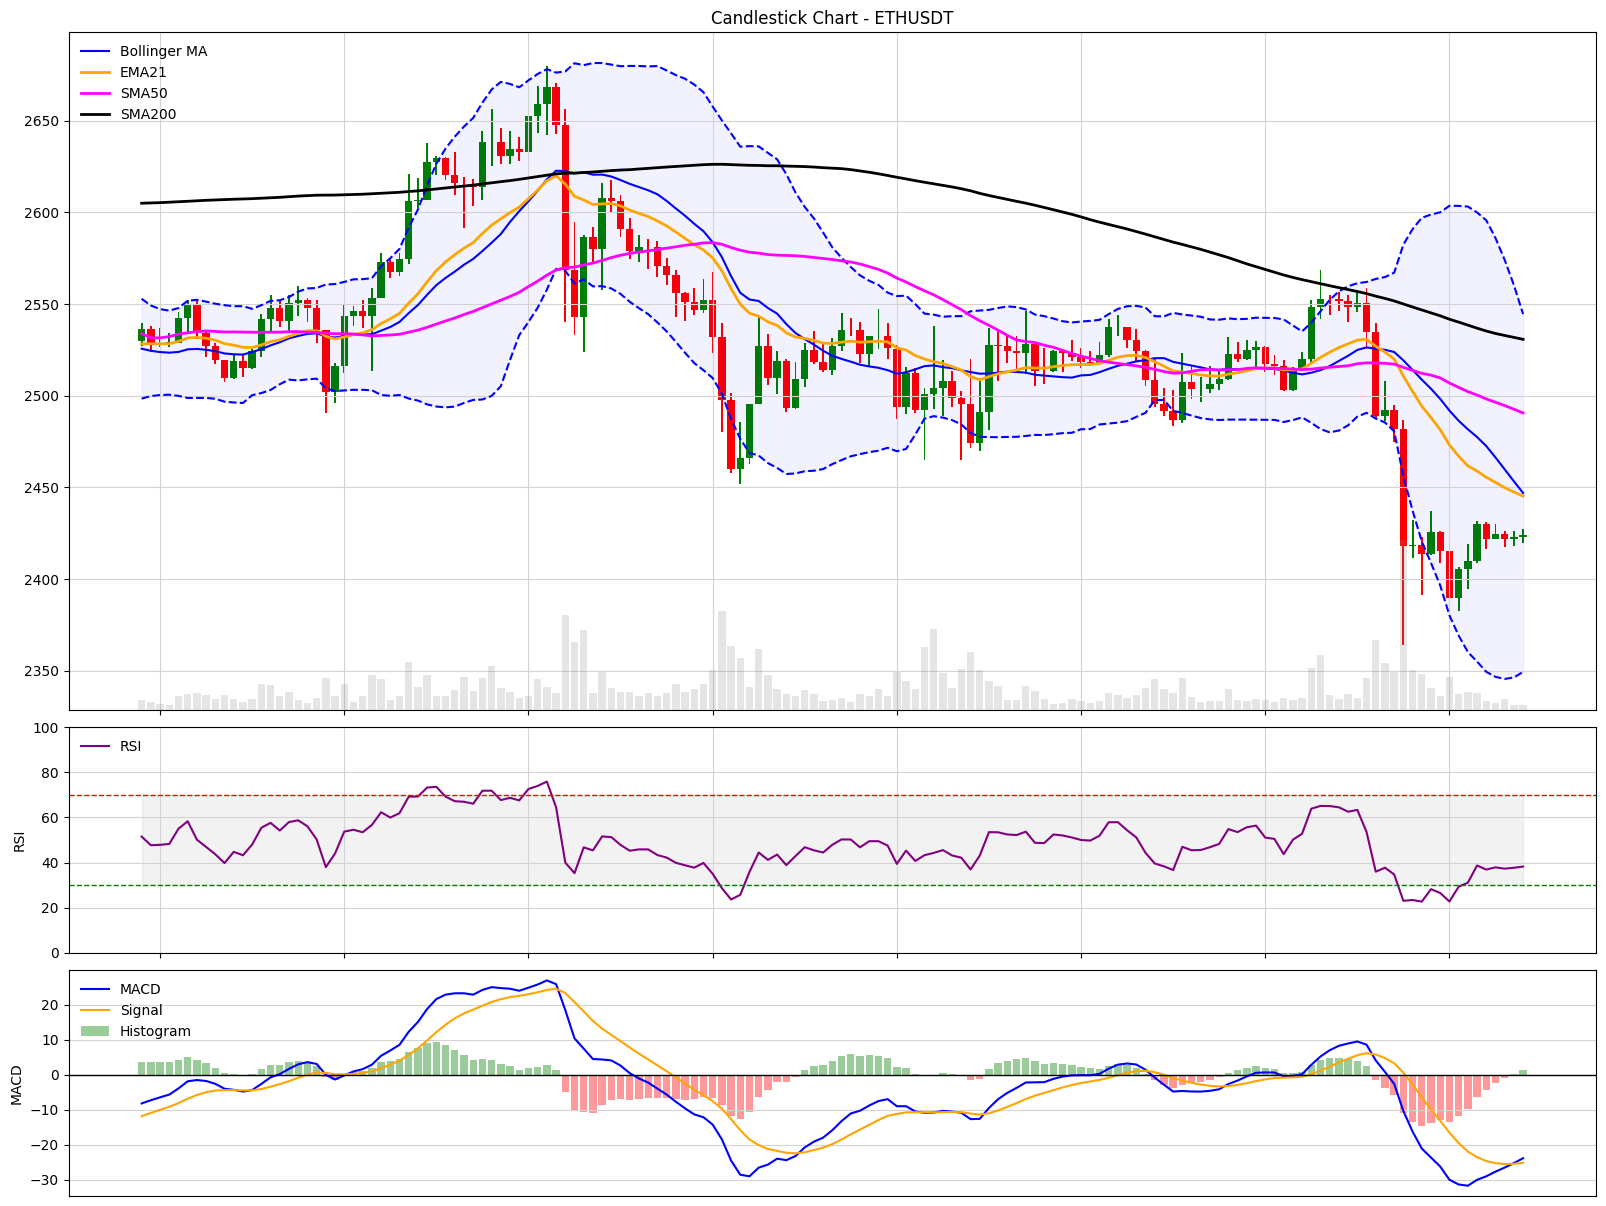 Candlestick Chart - ETHUSDT
Bollinger MA
EMA21
SMA50
SMA200
2650
2600
2550
2500
2450
2400
2350
RSI
100
80
60
40
20
0
RSI
MACD
Signal
Histogram
20
10
0
−10
−20
−30
MACD